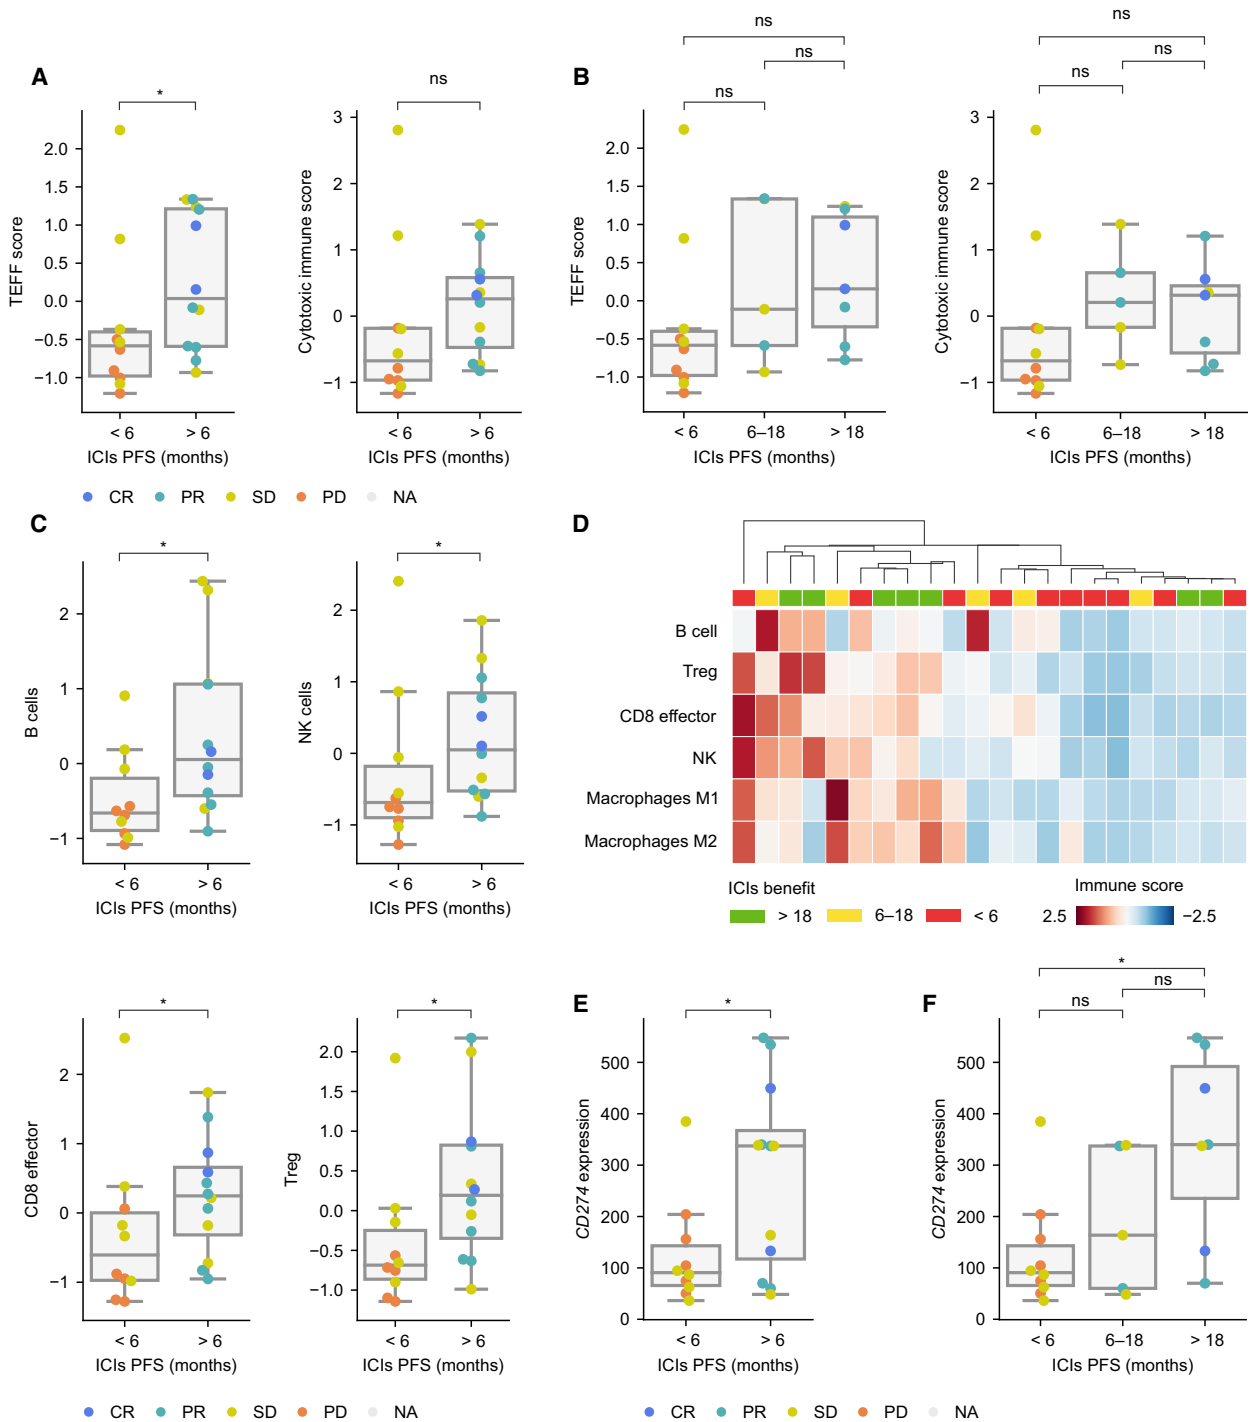 A
*
TEFF score
2.0
1.5
1.0
0.5
0.0
−0.5
−1.0
< 6
> 6
ICIs PFS (months)
ns
Cytotoxic immune score
3
2
1
0
−1
< 6
> 6
ICIs PFS (months)
B
ns
ns
ns
TEFF score
2.0
1.5
1.0
0.5
0.0
−0.5
−1.0
< 6
6–18
> 18
ICIs PFS (months)
ns
ns
ns
Cytotoxic immune score
3
2
1
0
−1
< 6
6–18
> 18
ICIs PFS (months)
CR PR SD PD NA
C
*
B cells
2
1
0
−1
< 6
> 6
ICIs PFS (months)
*
NK cells
2
1
0
−1
< 6
> 6
ICIs PFS (months)
D
B cell
Treg
CD8 effector
NK
Macrophages M1
Macrophages M2
ICIs benefit
> 18 6–18 < 6
Immune score
2.5 −2.5
*
CD8 effector
2
1
0
−1
< 6
> 6
ICIs PFS (months)
*
Treg
2.0
1.5
1.0
0.5
0.0
−0.5
−1.0
< 6
> 6
ICIs PFS (months)
E
*
CD274 expression
500
400
300
200
100
0
< 6
> 6
ICIs PFS (months)
F
*
ns
ns
CD274 expression
500
400
300
200
100
0
< 6
6–18
> 18
ICIs PFS (months)
CR PR SD PD NA
CR PR SD PD NA